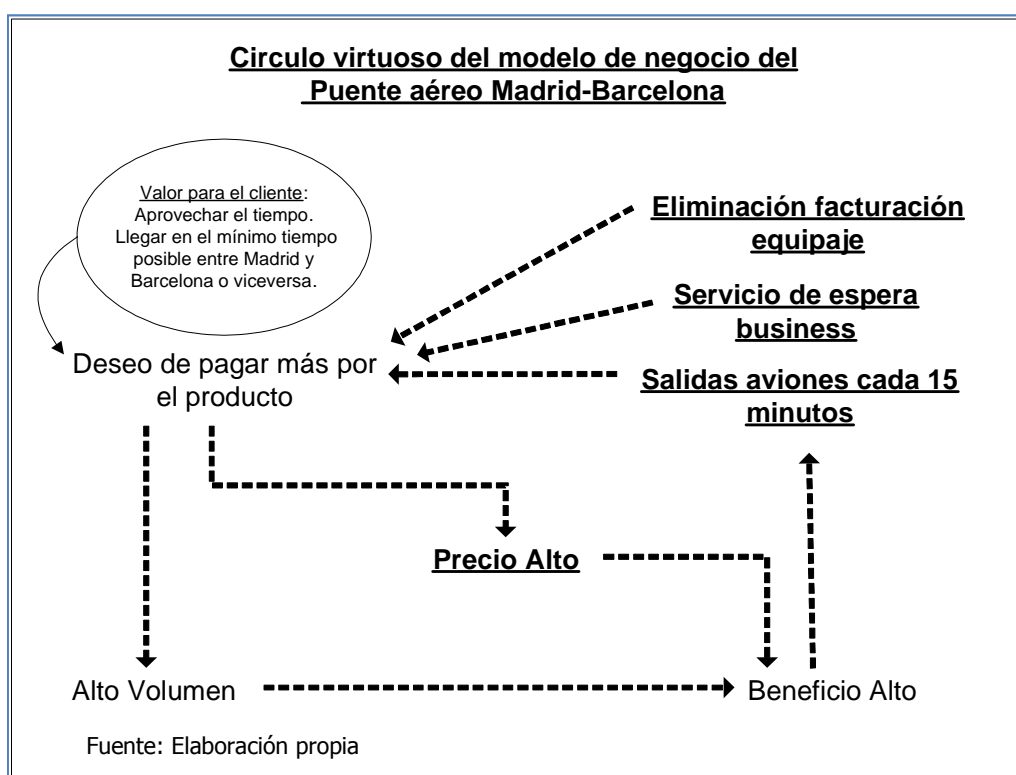 Circulo virtuoso del modelo de negocio del
Puente aéreo Madrid-Barcelona
Valor para el cliente:
Aprovechar el tiempo.
Llegar en el mínimo tiempo
posible entre Madrid y
Barcelona o viceversa.
Eliminación facturación
equipaje
Servicio de espera
business
Deseo de pagar más por
el producto
Salidas aviones cada 15
minutos
Precio Alto
Alto Volumen
Beneficio Alto
Fuente: Elaboración propia